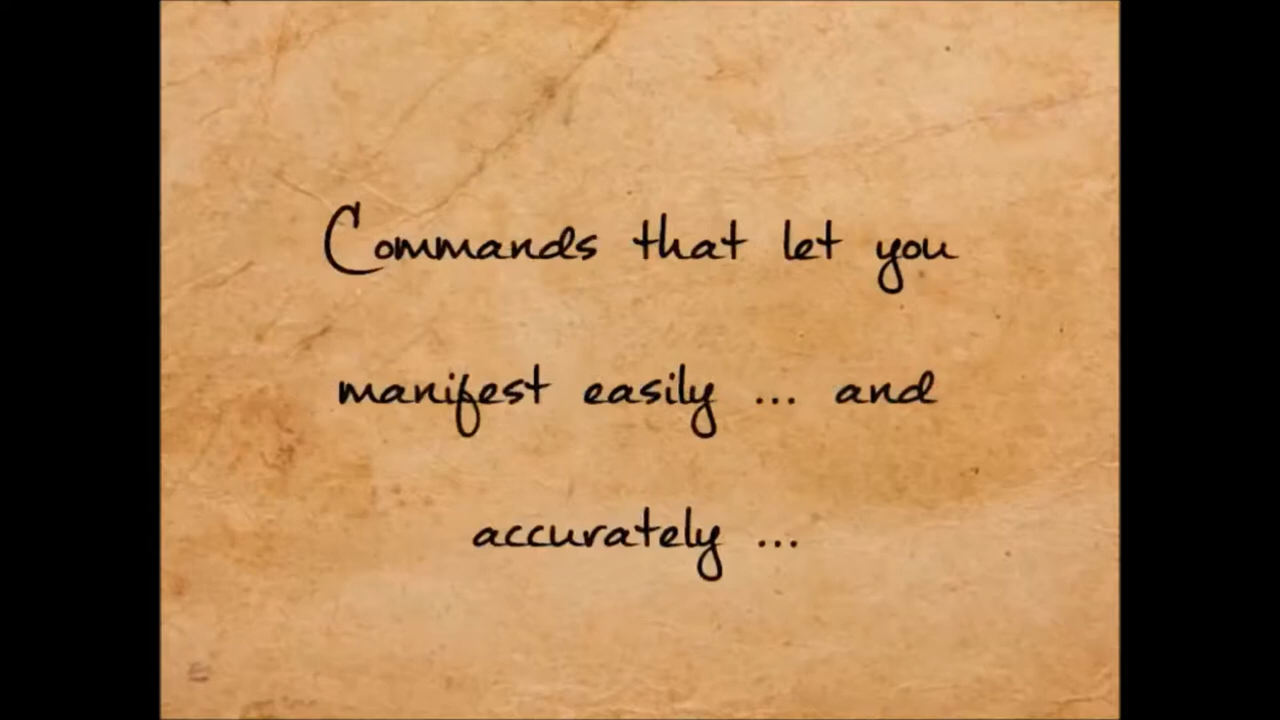 Commands that let you
manifest easily ... and
accurately ...